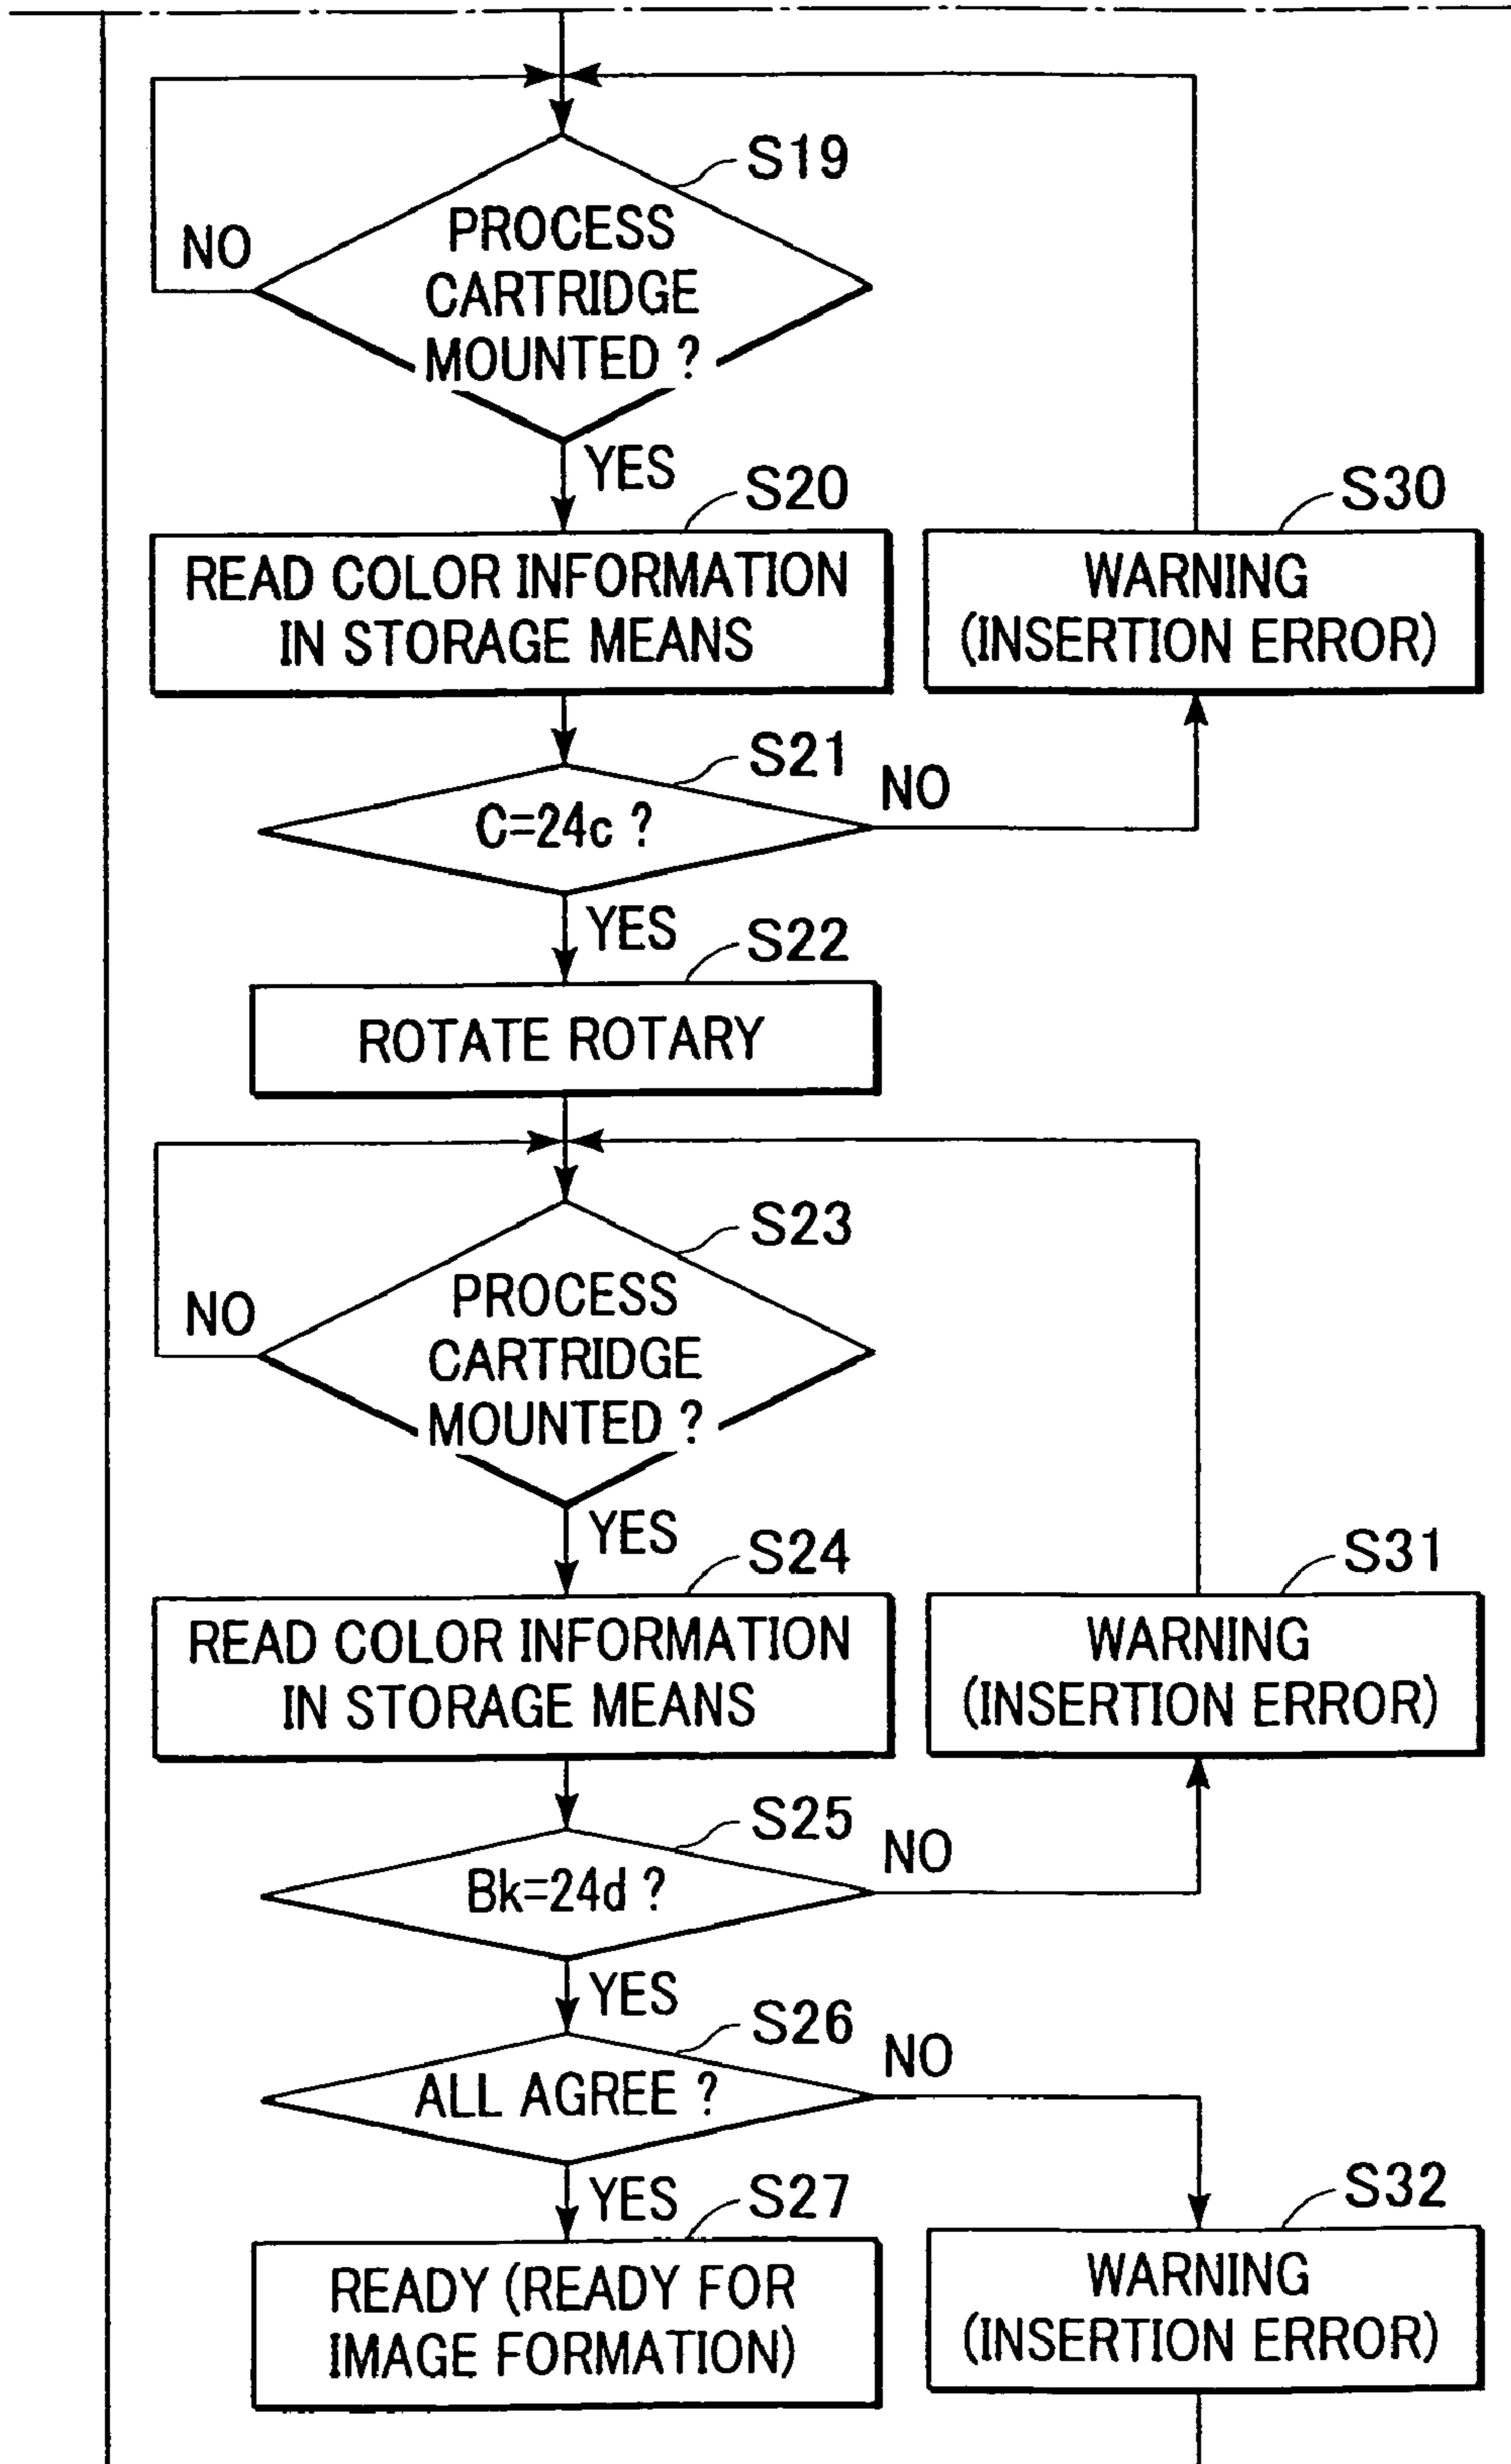 S19
PROCESS
CARTRIDGE
MOUNTED ?
NO
YES
S20
S30
READ COLOR INFORMATION
IN STORAGE MEANS
WARNING
(INSERTION ERROR)
S21
NO
C=24c ?
YES
S22
ROTATE ROTARY
S23
PROCESS
CARTRIDGE
MOUNTED ?
NO
YES
S24
S31
READ COLOR INFORMATION
IN STORAGE MEANS
WARNING
(INSERTION ERROR)
S25
NO
Bk=24d ?
YES
S26
NO
ALL AGREE ?
YES
S27
S32
READY (READY FOR
IMAGE FORMATION)
WARNING
(INSERTION ERROR)